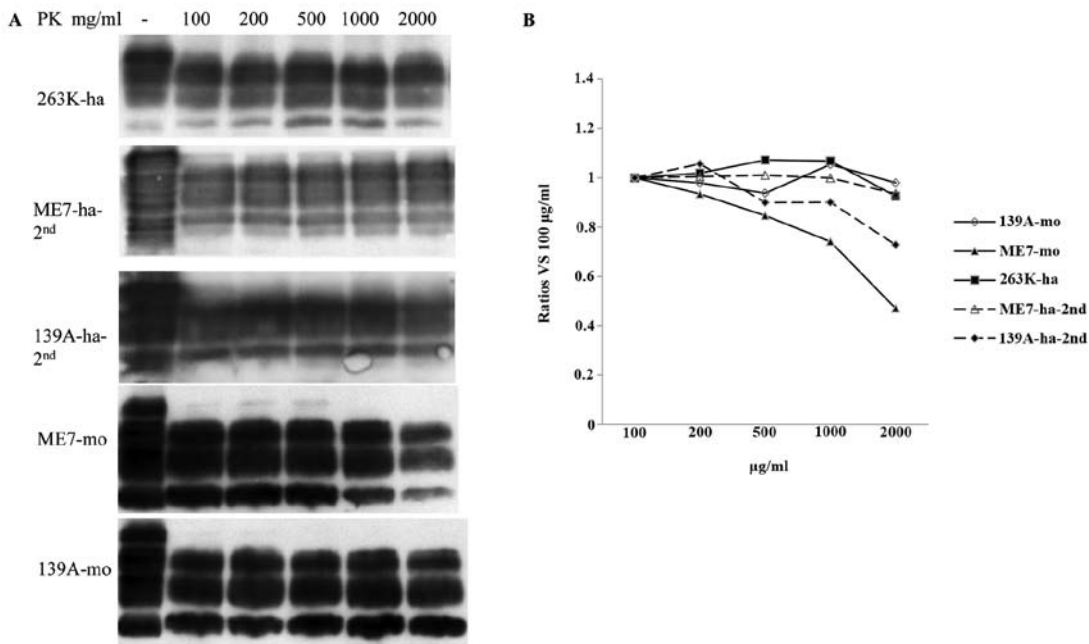 A PK mg/ml - 100 200 500 1000 2000
263K-ha
ME7-ha-
2nd
139A-ha-
2nd
ME7-mo
139A-mo
B
1.4
1.2
1
0.8
0.6
0.4
0.2
0
Ratios VS 100 µg/ml
100 200 500 1000 2000
µg/ml
139A-mo
ME7-mo
263K-ha
ME7-ha-2nd
139A-ha-2nd